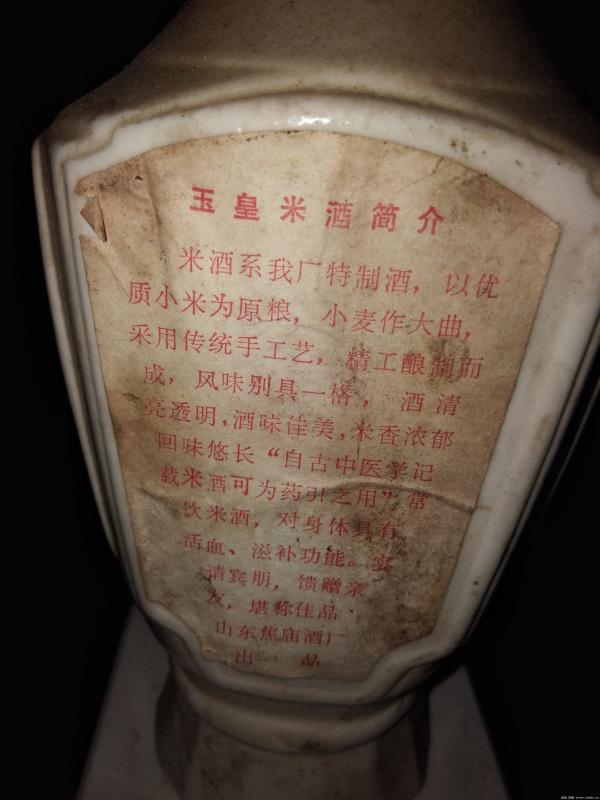 玉皇米酒简介
米酒系我厂特制酒，以优
质小米为原粮，小麦作大曲，
采用传统手工艺，精工酿制而
成，风味别具一格，酒清
亮透明，酒味佳美，米香浓郁
回味悠长“自古中医学记
载米酒可为药引之用”常
饮米酒，对身体具有
活血、滋补功能。宴
请宾朋，馈赠亲
友，堪称佳品
山东焦庙酒厂
出 品